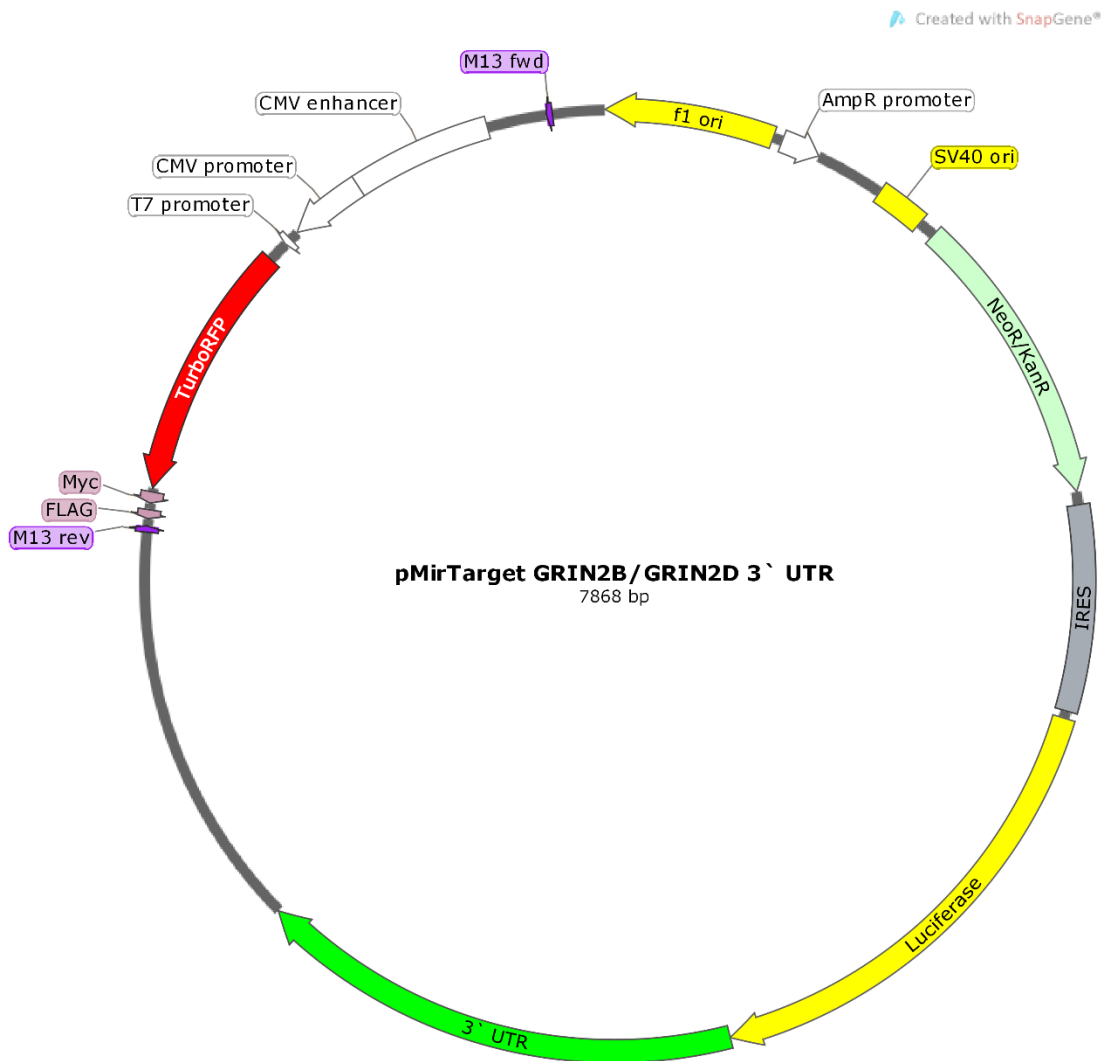 Created with SnapGene®
M13 fwd
CMV enhancer
AmpR promoter
f1 ori
SV40 ori
CMV promoter
T7 promoter
NeoR/KanR
TurboRFP
Myc
FLAG
M13 rev
pMirTarget GRIN2B/GRIN2D 3` UTR
7868 bp
IRES
Luciferase
3` UTR